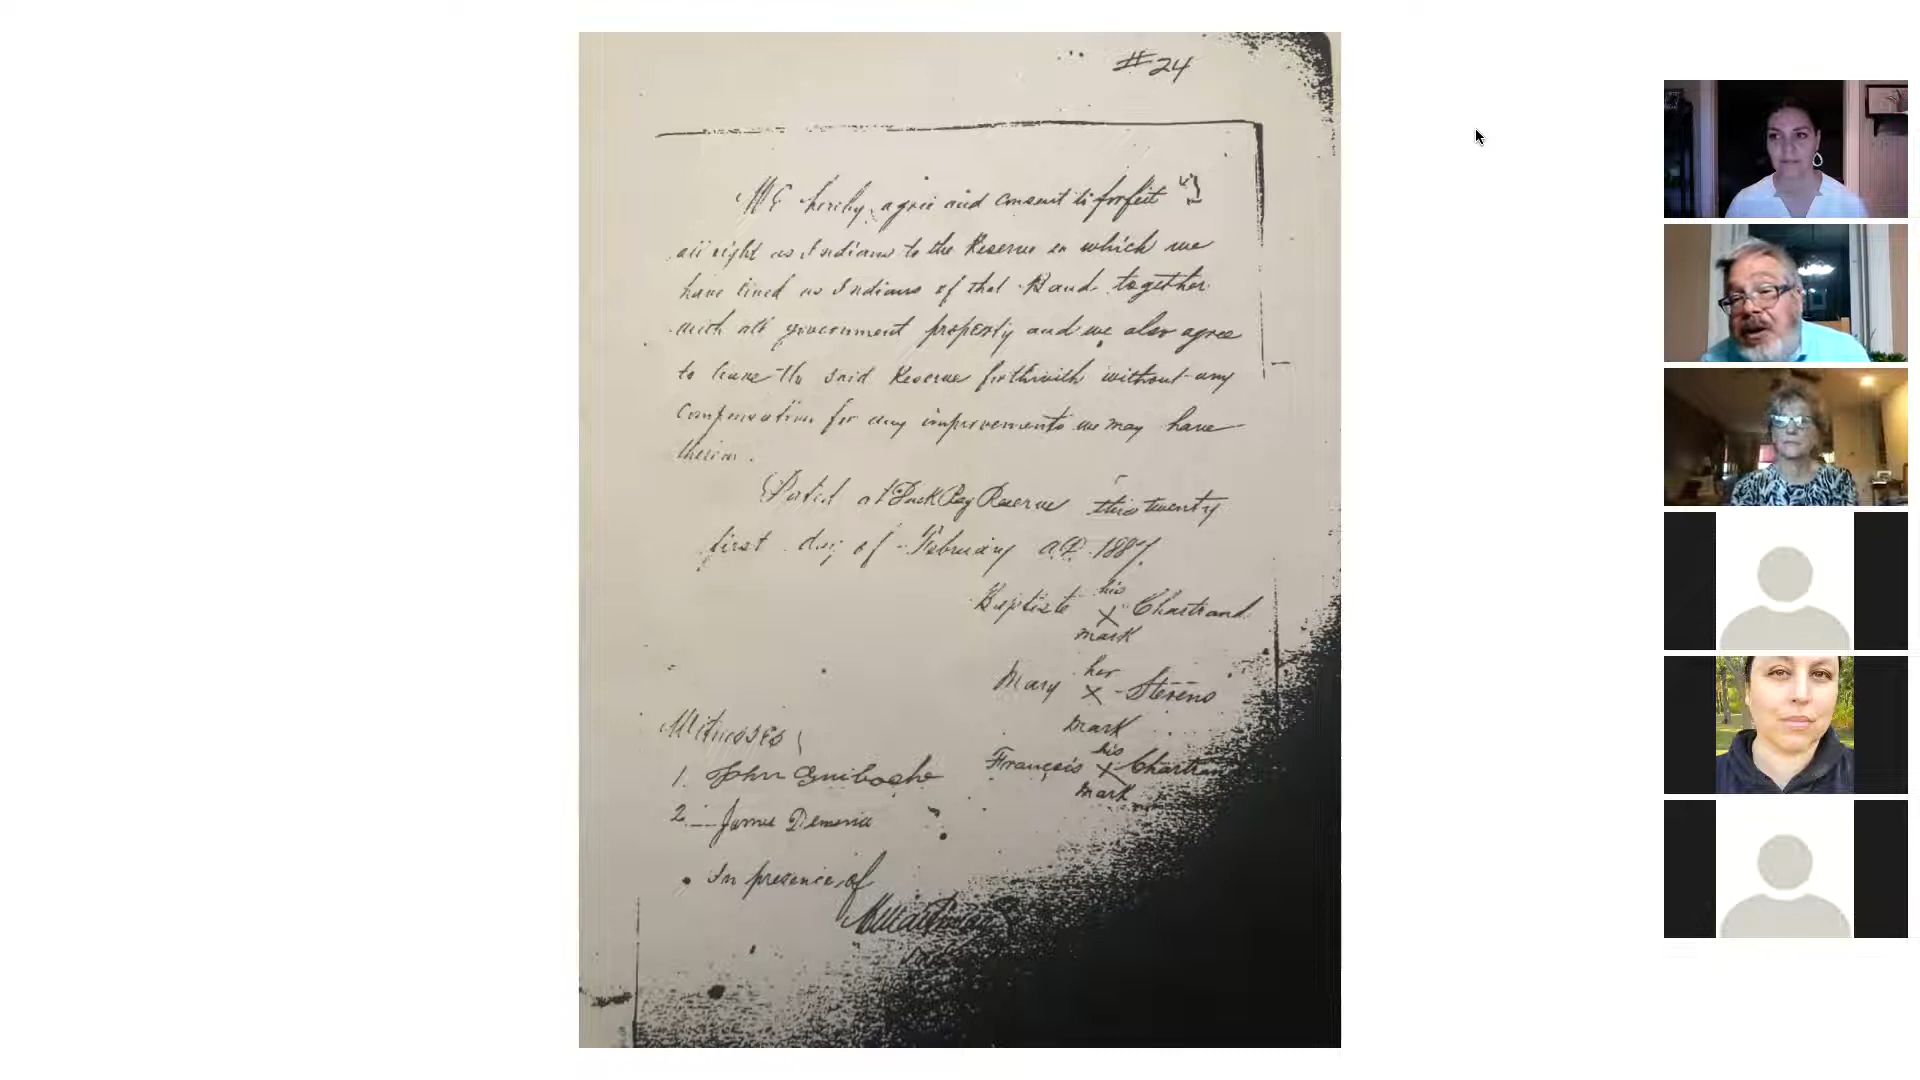 #24
We hereby agree and consent to forfeit
all right as Indians to the Reserve on which we
have lived as Indians of that Band together
with all government property and we also agree
to leave the said Reserve forthwith without any
Compensation for any improvements we may have
therein.
Dated at Duck Bay Reserve this twenty
first day of February A.D. 1887.
his
Baptiste X Chartrand
mark
her
Mary X Stevens
mark
Witnesses
his
Francois X Chartran
mark
1. John Guiboche
2. James Demerie
In presence of